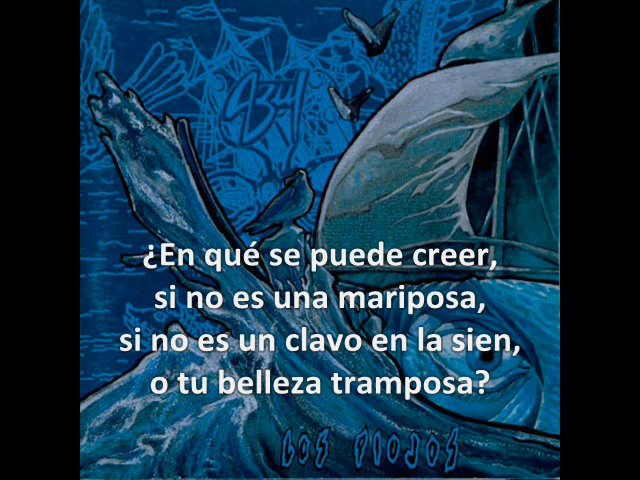 834
¿En qué se puede creer,
si no es una mariposa,
si no es un clavo en la sien,
o tu belleza tramposa?
LOS PIOJOS